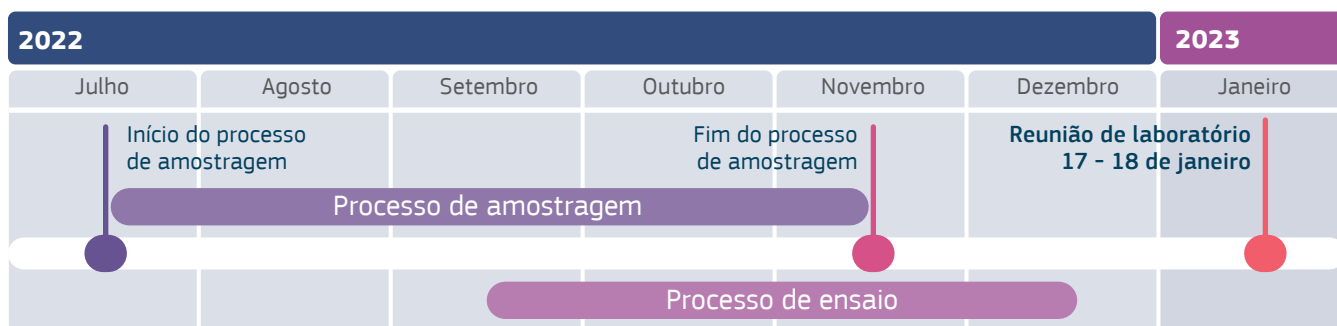 2022
2023
Julho
Agosto
Setembro
Outubro
Novembro
Dezembro
Janeiro
Início do processo
de amostragem
Fim do processo
de amostragem
Reunião de laboratório
17 - 18 de janeiro
Processo de amostragem
Processo de ensaio